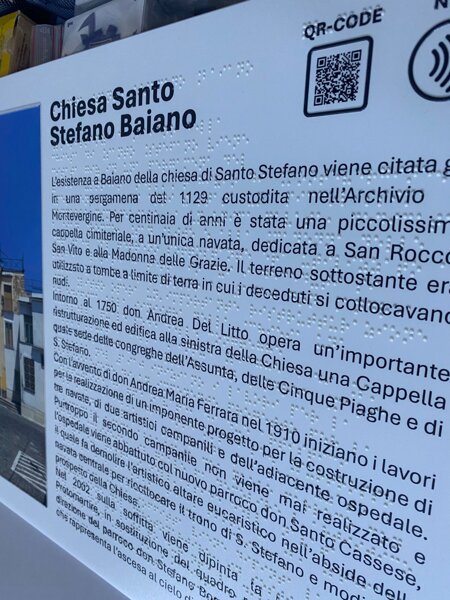 QR-CODE
N
Chiesa Santo
Stefano Baiano
L'esistenza a Baiano della chiesa di Santo Stefano viene citata g
in una pergamena del 1129 custodita nell'Archivio
Montevergine. Per centinaia di anni è stata una piccolissim
cappella cimiteriale, a un'unica navata, dedicata a San Rocco
San Vito e alla Madonna delle Grazie. Il terreno sottostante era
utilizzato a tombe a limite di terra in cui i deceduti si collocavano
nudi.
Intorno al 1750 don Andrea Del Litto opera un'importante
ristrutturazione ed edifica alla sinistra della Chiesa una Cappella
quale sede delle congreghe dell'Assunta, delle Cinque Piaghe e di
S. Stefano.
Con l'avvento di don Andrea Maria Ferrara nel 1910 iniziano i lavori
per la realizzazione di un imponente progetto per la costruzione di
tre navate, di due artistici campanili e dell'adiacente ospedale.
Purtroppo il secondo campanile non viene mai realizzato e
l'ospedale viene abbattuto col nuovo parroco don Santo Cassese,
il quale fa demolire l'artistico altare eucaristico nell'abside della
navata centrale per ricollocare il trono di S. Stefano e modi
prospetto della Chiesa.
Nel 2002, sulla soffitta viene dipinta la
Protomartire, in sostituzione del quadro
direzione del parroco don Stefano
che rappresenta l'ascesa al cielo d